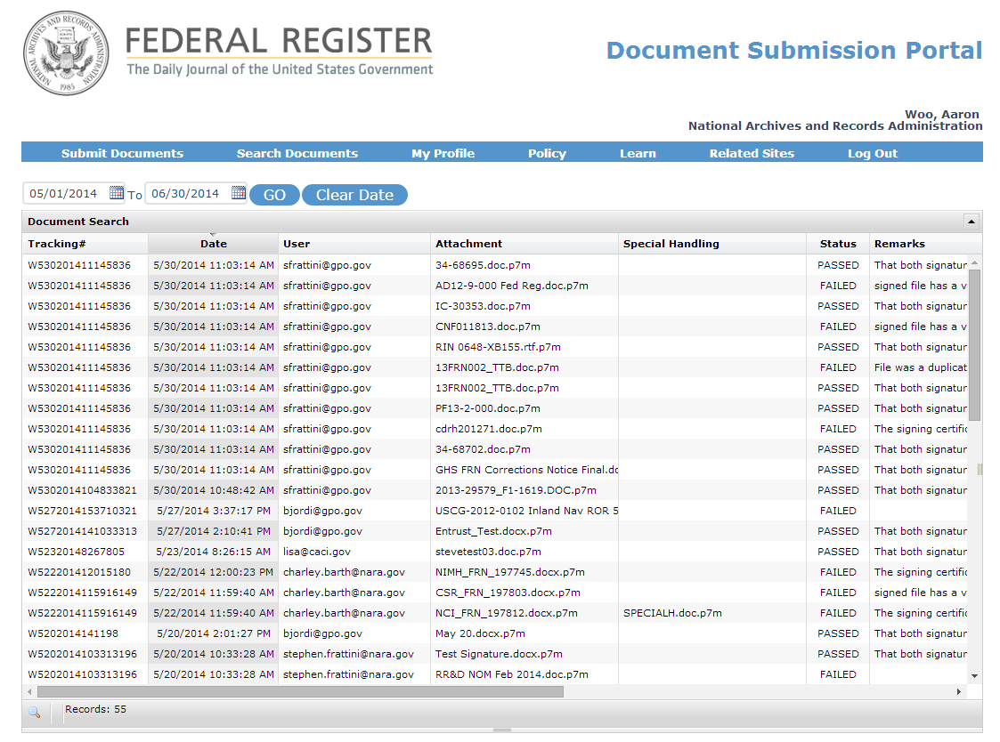 FEDERAL REGISTER
The Daily Journal of the United States Government
NATIONAL ARCHIVES AND RECORDS ADMINISTRATION
1985
Document Submission Portal
Woo, Aaron
National Archives and Records Administration
Submit Documents Search Documents My Profile Policy Learn Related Sites Log Out
05/01/2014 To 06/30/2014 GO Clear Date
Document Search
Tracking# Date User Attachment Special Handling Status Remarks
W530201411145836 5/30/2014 11:03:14 AM sfrattini@gpo.gov 34-68695.doc.p7m PASSED That both signatur
W530201411145836 5/30/2014 11:03:14 AM sfrattini@gpo.gov AD12-9-000 Fed Reg.doc.p7m FAILED signed file has a v
W530201411145836 5/30/2014 11:03:14 AM sfrattini@gpo.gov IC-30353.doc.p7m PASSED That both signatur
W530201411145836 5/30/2014 11:03:14 AM sfrattini@gpo.gov CNF011813.doc.p7m FAILED signed file has a v
W530201411145836 5/30/2014 11:03:14 AM sfrattini@gpo.gov RIN 0648-XB155.rtf.p7m PASSED That both signatur
W530201411145836 5/30/2014 11:03:14 AM sfrattini@gpo.gov 13FRN002_TTB.doc.p7m FAILED File was a duplicat
W530201411145836 5/30/2014 11:03:14 AM sfrattini@gpo.gov 13FRN002_TTB.doc.p7m PASSED That both signatur
W530201411145836 5/30/2014 11:03:14 AM sfrattini@gpo.gov PF13-2-000.doc.p7m PASSED That both signatur
W530201411145836 5/30/2014 11:03:14 AM sfrattini@gpo.gov cdrh201271.doc.p7m FAILED The signing certific
W530201411145836 5/30/2014 11:03:14 AM sfrattini@gpo.gov 34-68702.doc.p7m PASSED That both signatur
W530201411145836 5/30/2014 11:03:14 AM sfrattini@gpo.gov GHS FRN Corrections Notice Final.dc PASSED That both signatur
W5302014104833821 5/30/2014 10:48:42 AM sfrattini@gpo.gov 2013-29579_F1-1619.DOC.p7m PASSED That both signatur
W5272014153710321 5/27/2014 3:37:17 PM bjordi@gpo.gov USCG-2012-0102 Inland Nav ROR 5 FAILED
W5272014141033313 5/27/2014 2:10:41 PM bjordi@gpo.gov Entrust_Test.docx.p7m PASSED That both signatur
W52320148267805 5/23/2014 8:26:15 AM lisa@caci.gov stevetest03.doc.p7m PASSED That both signatur
W522201412015180 5/22/2014 12:00:23 PM charley.barth@nara.gov NIMH_FRN_197745.docx.p7m FAILED The signing certific
W5222014115916149 5/22/2014 11:59:40 AM charley.barth@nara.gov CSR_FRN_197803.docx.p7m FAILED signed file has a v
W5222014115916149 5/22/2014 11:59:40 AM charley.barth@nara.gov NCI_FRN_197812.docx.p7m SPECIALH.doc.p7m FAILED The signing certific
W5202014141198 5/20/2014 2:01:27 PM bjordi@gpo.gov May 20.docx.p7m PASSED That both signatur
W5202014103313196 5/20/2014 10:33:28 AM stephen.frattini@nara.gov Test Signature.docx.p7m PASSED That both signatur
W5202014103313196 5/20/2014 10:33:28 AM stephen.frattini@nara.gov RR&D NOM Feb 2014.doc.p7m FAILED
Records: 55